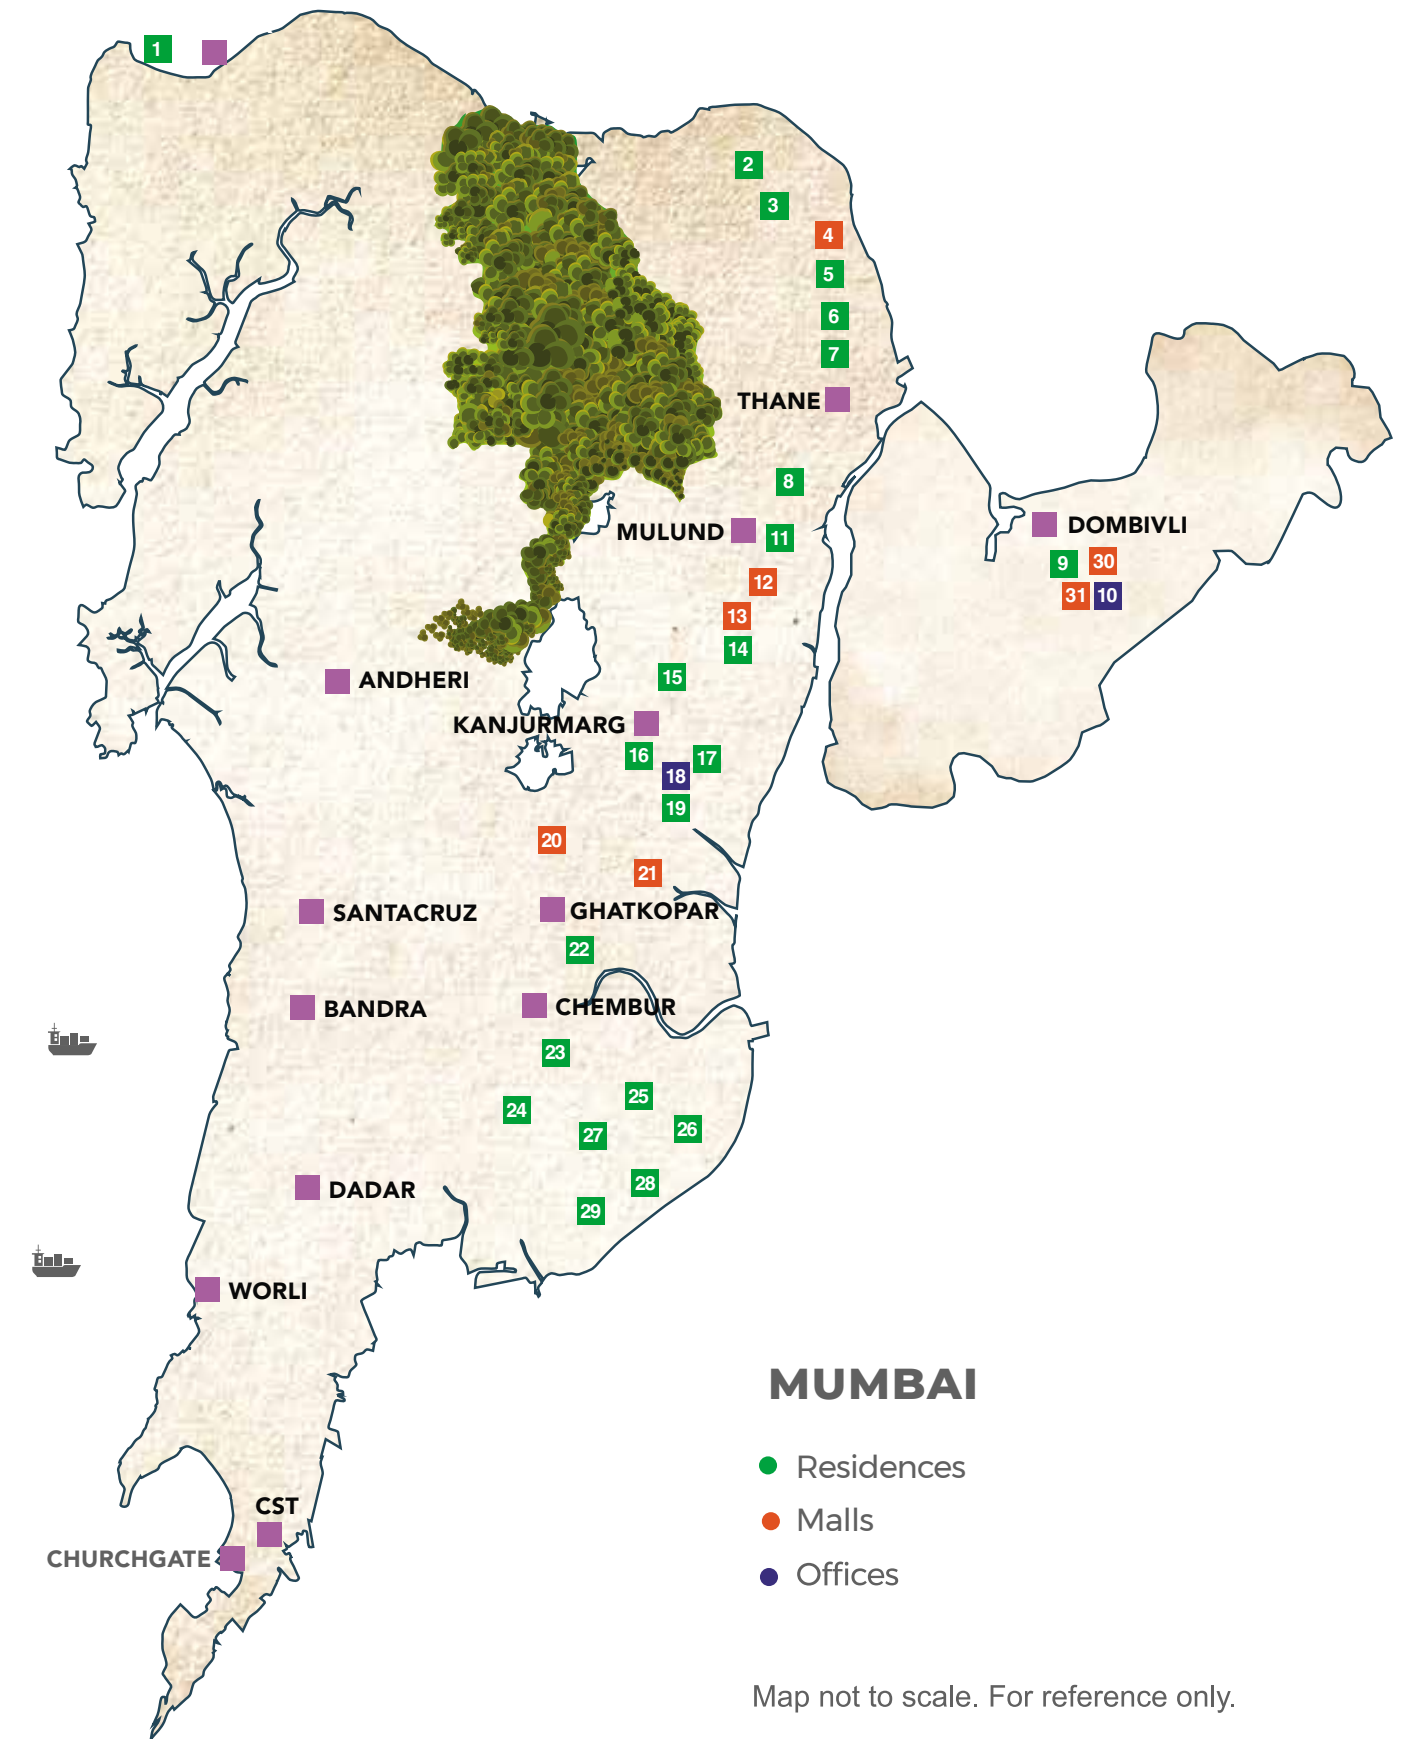 1
2
3
4
5
6
7
THANE
8
MULUND
11
DOMBIVLI
9
30
31
10
12
13
14
15
ANDHERI
KANJURMARG
16
17
18
19
20
21
SANTACRUZ
GHATKOPAR
22
BANDRA
CHEMBUR
23
24
25
26
27
28
29
DADAR
WORLI
MUMBAI
Residences
Malls
Offices
CST
CHURCHGATE
Map not to scale. For reference only.